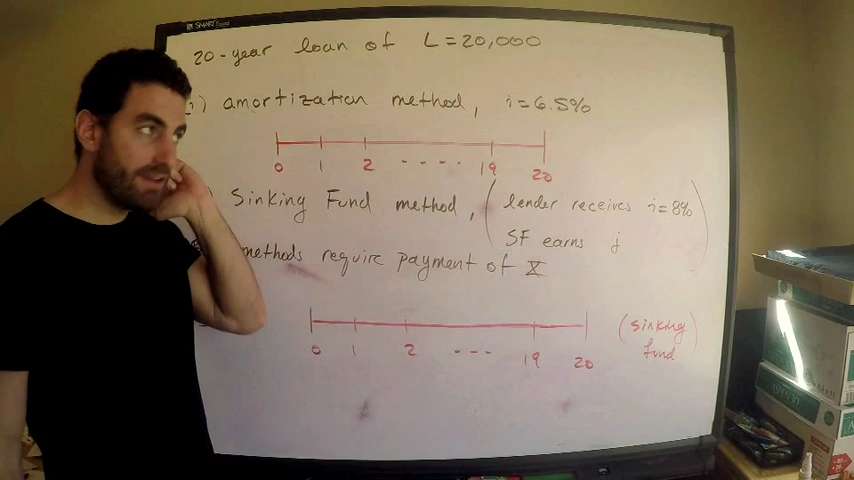 SMART
20-year loan of L=20,000
i) amortization method, i=6.5%
0 1 2 - - - - 19 20
) Sinking Fund method, (lender receives i=8%
SF earns j)
methods require payment of X
0 1 2 - - - 19 20
(sinking
fund)